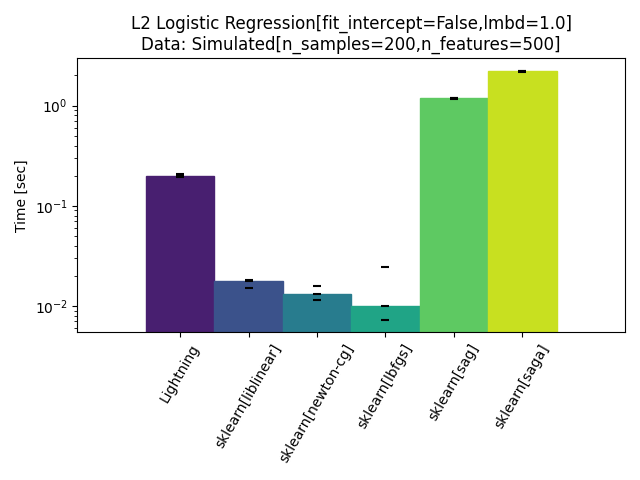 L2 Logistic Regression[fit_intercept=False,lmbd=1.0]
Data: Simulated[n_samples=200,n_features=500]
Time [sec]
10⁰
10⁻¹
10⁻²
Lightning
sklearn[liblinear]
sklearn[newton-cg]
sklearn[lbfgs]
sklearn[sag]
sklearn[saga]